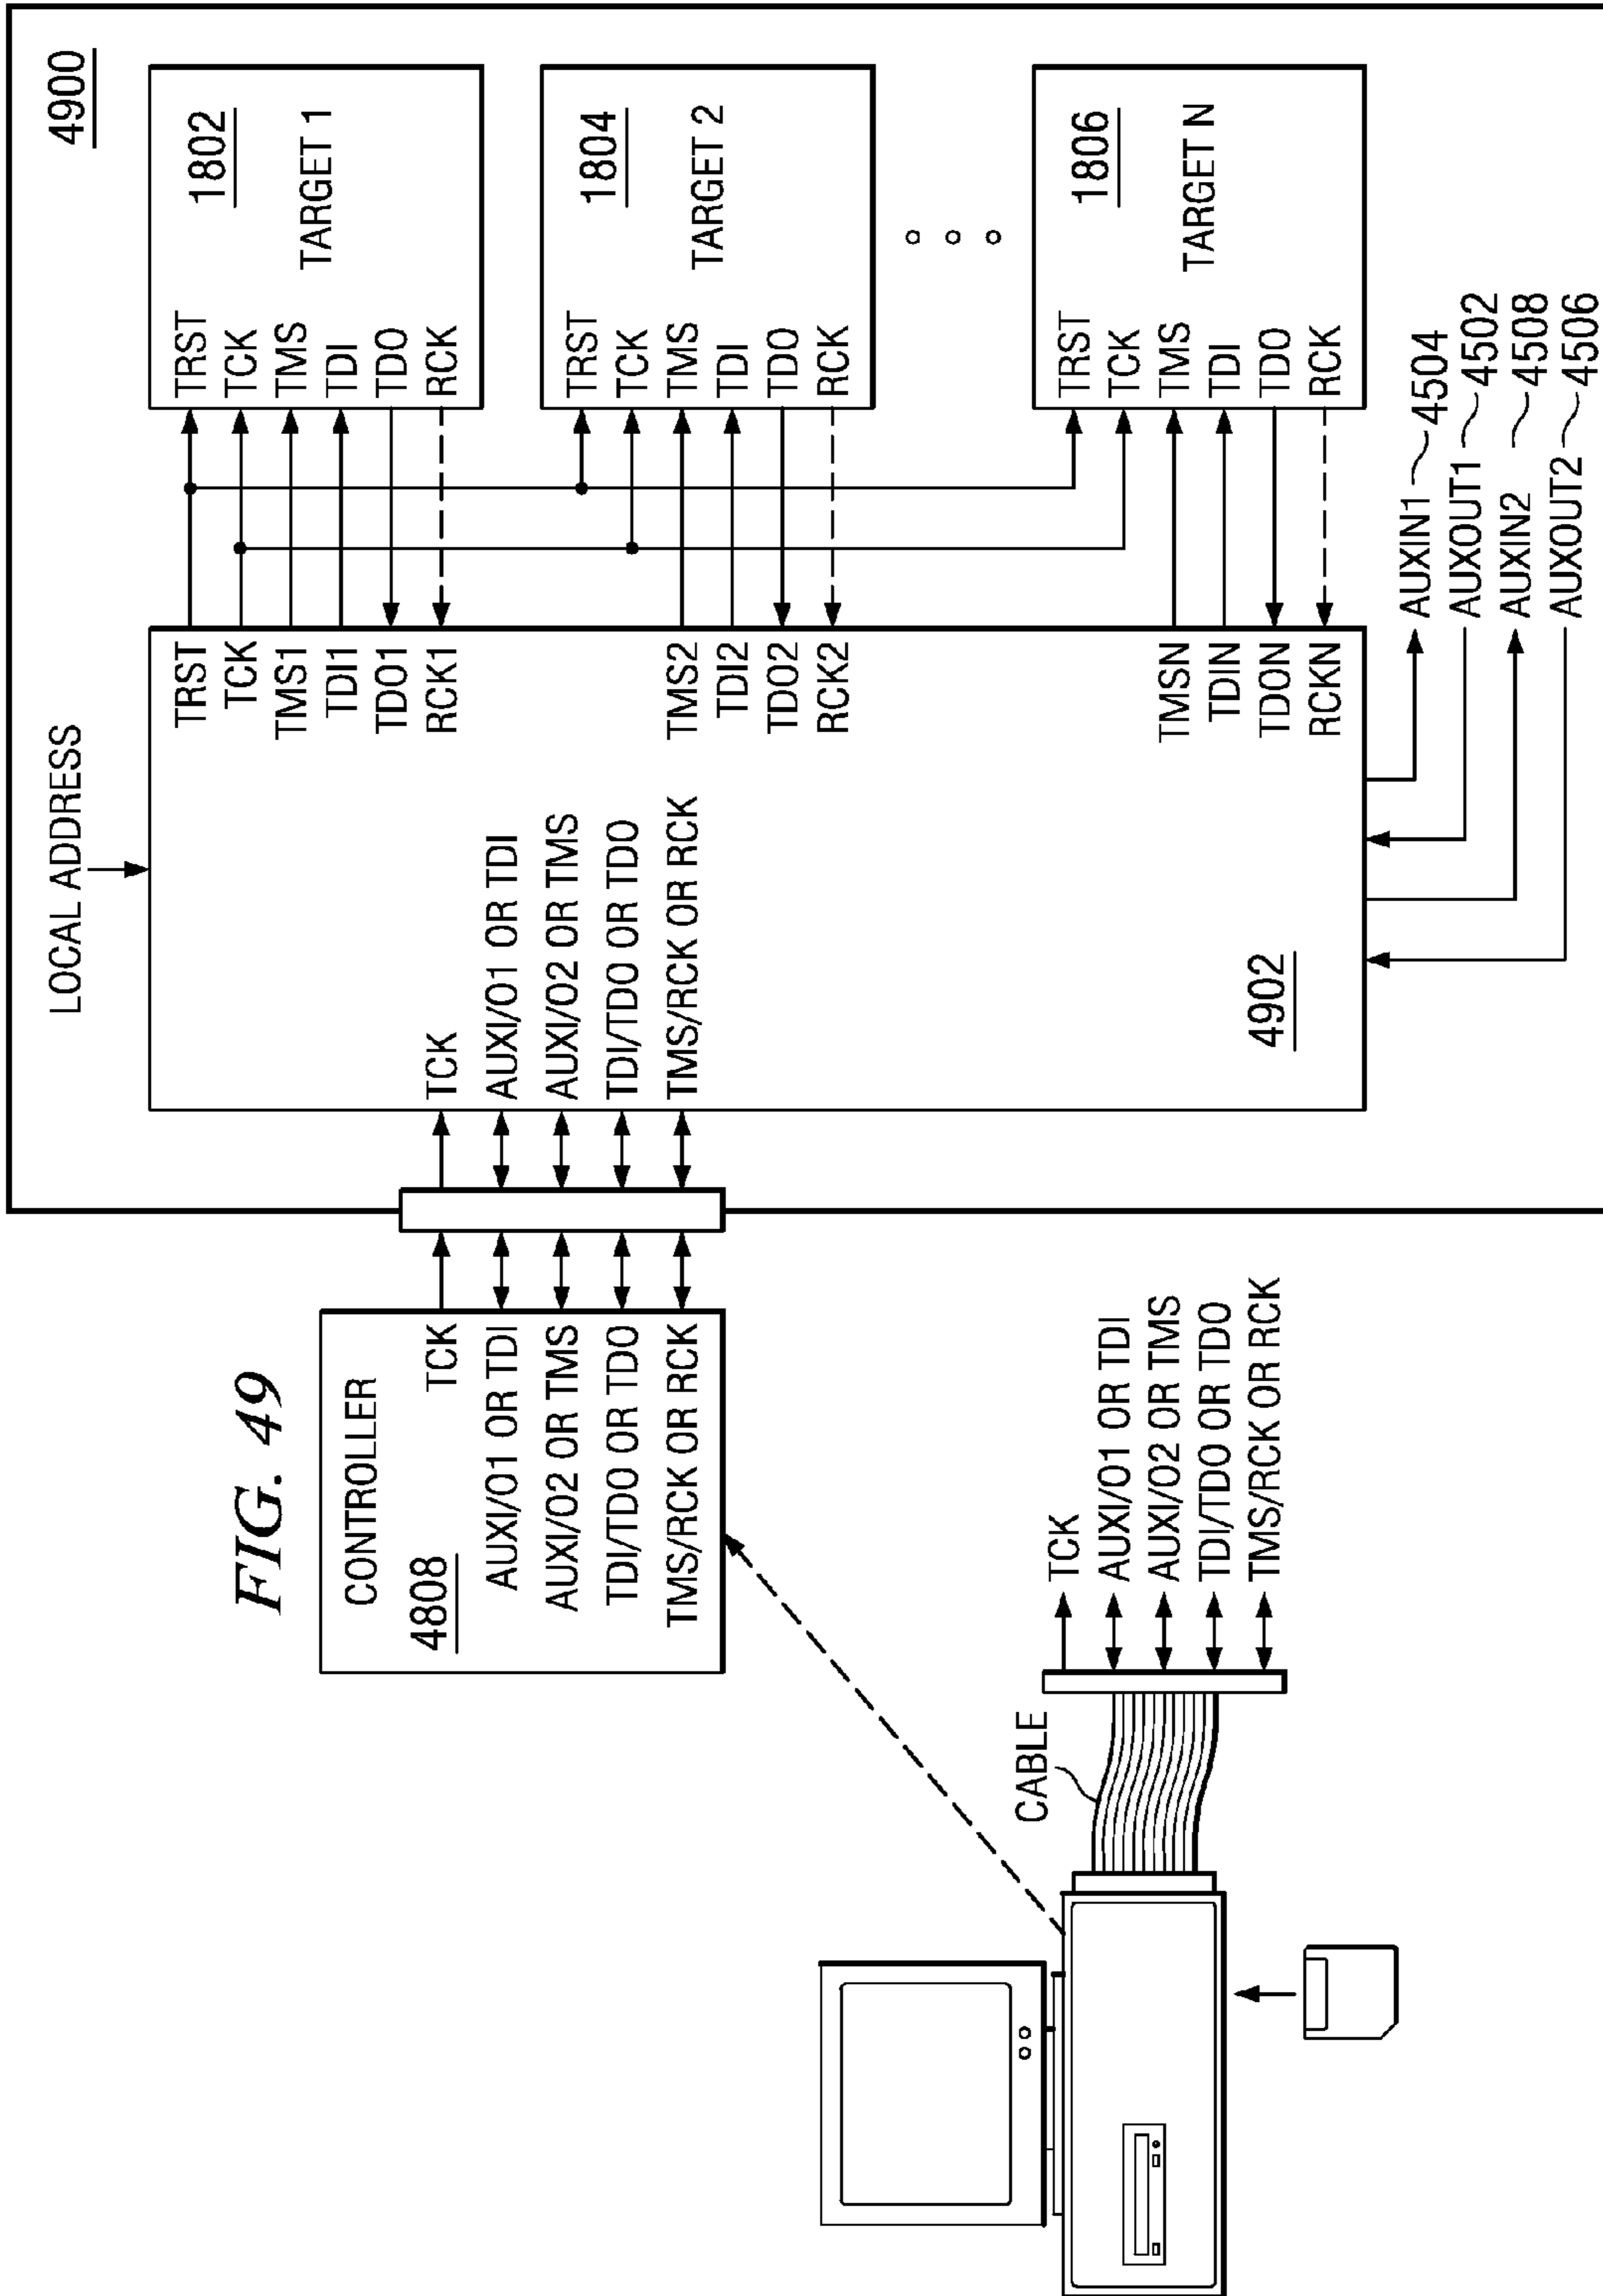 FIG. 49
4900
LOCAL ADDRESS
CONTROLLER
4808
TCK
AUXI/O1 OR TDI
AUXI/O2 OR TMS
TDI/TDO OR TDO
TMS/RCK OR RCK
TCK
AUXI/O1 OR TDI
AUXI/O2 OR TMS
TDI/TDO OR TDO
TMS/RCK OR RCK
4902
TRST
TCK
TMS1
TDI1
TDO1
RCK1
TMS2
TDI2
TDO2
RCK2
TMSN
TDIN
TDON
RCKN
TRST
TCK
TMS
TDI
TDO
RCK
1802
TARGET 1
TRST
TCK
TMS
TDI
TDO
RCK
1804
TARGET 2
TRST
TCK
TMS
TDI
TDO
RCK
1806
TARGET N
AUXIN1 4504
AUXOUT1 4502
AUXIN2 4508
AUXOUT2 4506
CABLE
TCK
AUXI/O1 OR TDI
AUXI/O2 OR TMS
TDI/TDO OR TDO
TMS/RCK OR RCK